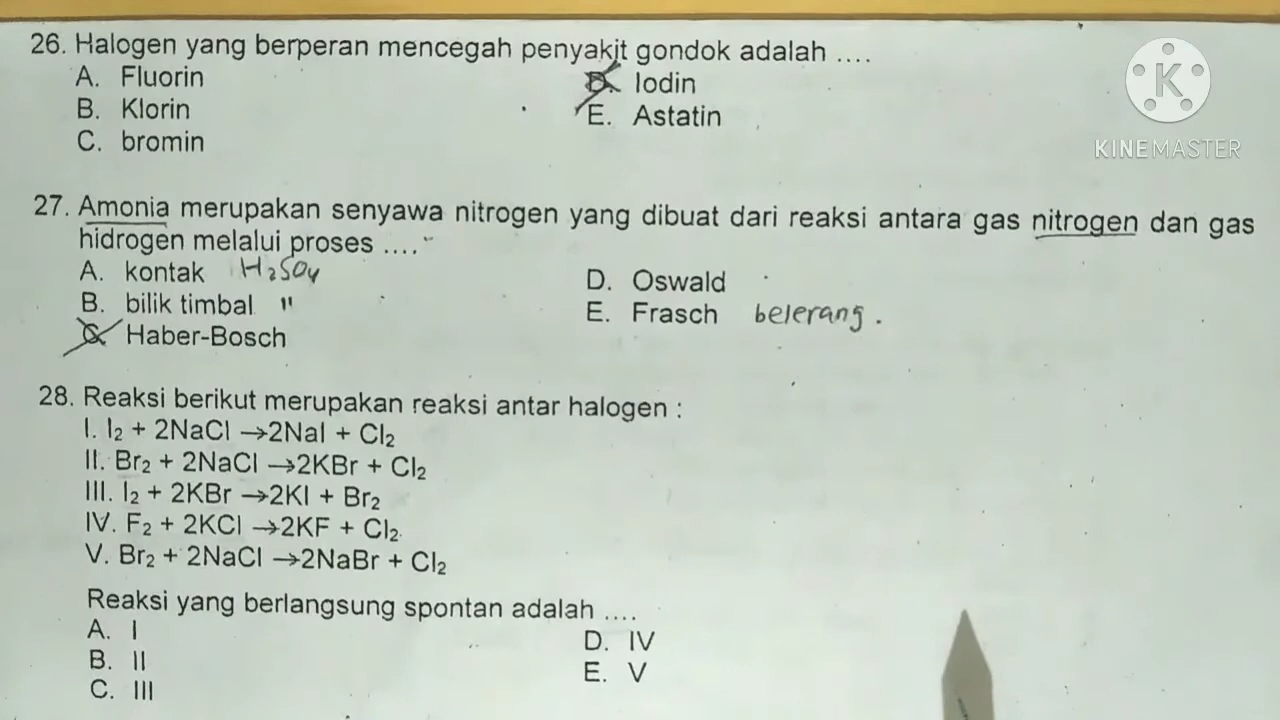 26. Halogen yang berperan mencegah penyakit gondok adalah ....
A. Fluorin
B. Klorin
C. bromin
D. Iodin
E. Astatin
K
KINEMASTER
27. Amonia merupakan senyawa nitrogen yang dibuat dari reaksi antara gas nitrogen dan gas
hidrogen melalui proses ....
A. kontak H₂SO₄
B. bilik timbal "
C. Haber-Bosch
D. Oswald
E. Frasch belerang.
28. Reaksi berikut merupakan reaksi antar halogen :
I. I₂ + 2NaCl →2NaI + Cl₂
II. Br₂ + 2NaCl →2KBr + Cl₂
III. I₂ + 2KBr →2KI + Br₂
IV. F₂ + 2KCl →2KF + Cl₂
V. Br₂ + 2NaCl →2NaBr + Cl₂
Reaksi yang berlangsung spontan adalah ....
A. I
B. II
C. III
D. IV
E. V